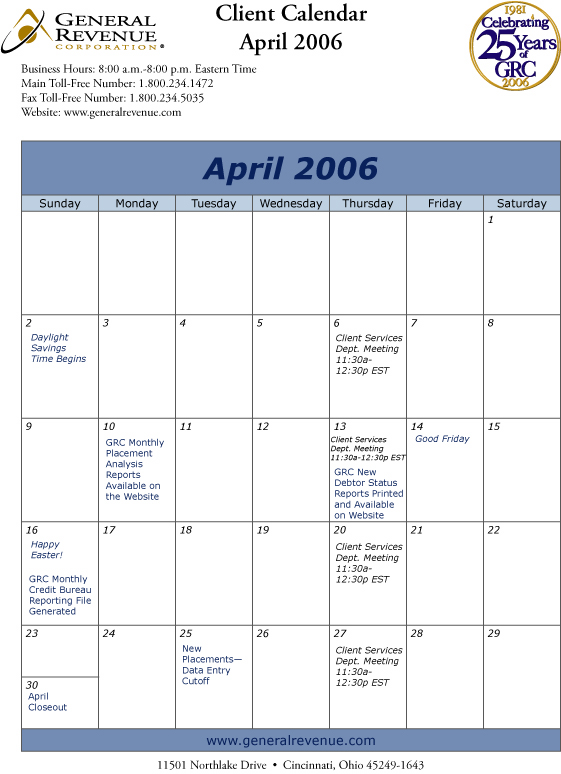 GENERAL
REVENUE
CORPORATION®
Client Calendar
April 2006
1981
Celebrating
25 Years
of
GRC
2006
Business Hours: 8:00 a.m.-8:00 p.m. Eastern Time
Main Toll-Free Number: 1.800.234.1472
Fax Toll-Free Number: 1.800.234.5035
Website: www.generalrevenue.com
April 2006
Sunday Monday Tuesday Wednesday Thursday Friday Saturday
1
2
Daylight
Savings
Time Begins
3
4
5
6
Client Services
Dept. Meeting
11:30a-
12:30p EST
7
8
9
10
GRC Monthly
Placement
Analysis
Reports
Available on
the Website
11
12
13
Client Services
Dept. Meeting
11:30a-12:30p EST
GRC New
Debtor Status
Reports Printed
and Available
on Website
14
Good Friday
15
16
Happy
Easter!
GRC Monthly
Credit Bureau
Reporting File
Generated
17
18
19
20
Client Services
Dept. Meeting
11:30a-
12:30p EST
21
22
23
24
25
New
Placements—
Data Entry
Cutoff
26
27
Client Services
Dept. Meeting
11:30a-
12:30p EST
28
29
30
April
Closeout
www.generalrevenue.com
11501 Northlake Drive • Cincinnati, Ohio 45249-1643